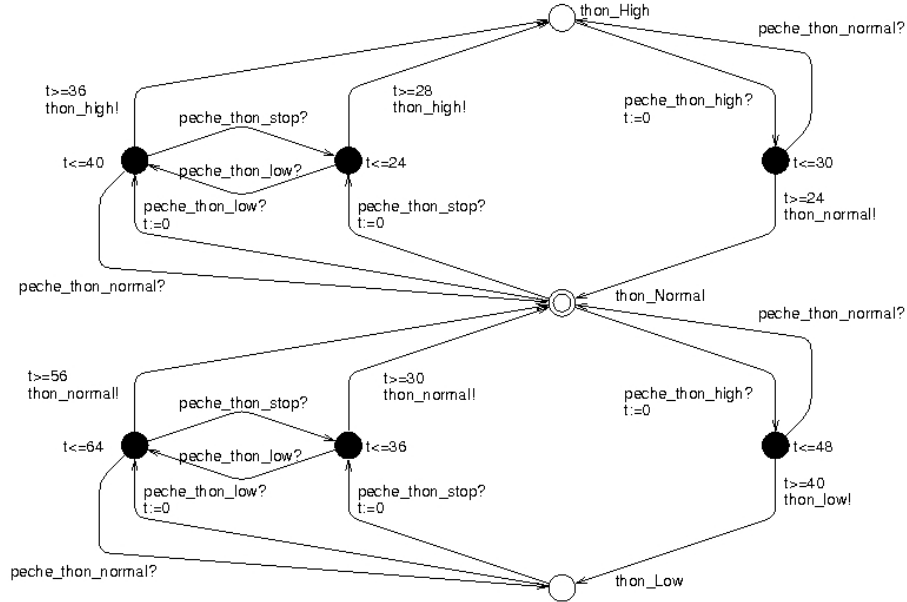 thon_High
peche_thon_normal?
t>=36
thon_high!
t>=28
thon_high!
peche_thon_high?
t:=0
peche_thon_stop?
t<=40
peche_thon_low?
t<=24
t<=30
peche_thon_low?
t:=0
peche_thon_stop?
t:=0
t>=24
thon_normal!
peche_thon_normal?
thon_Normal
peche_thon_normal?
t>=56
thon_normal!
t>=30
thon_normal!
peche_thon_high?
t:=0
peche_thon_stop?
t<=64
peche_thon_low?
t<=36
t<=48
peche_thon_low?
t:=0
peche_thon_stop?
t:=0
t>=40
thon_low!
peche_thon_normal?
thon_Low